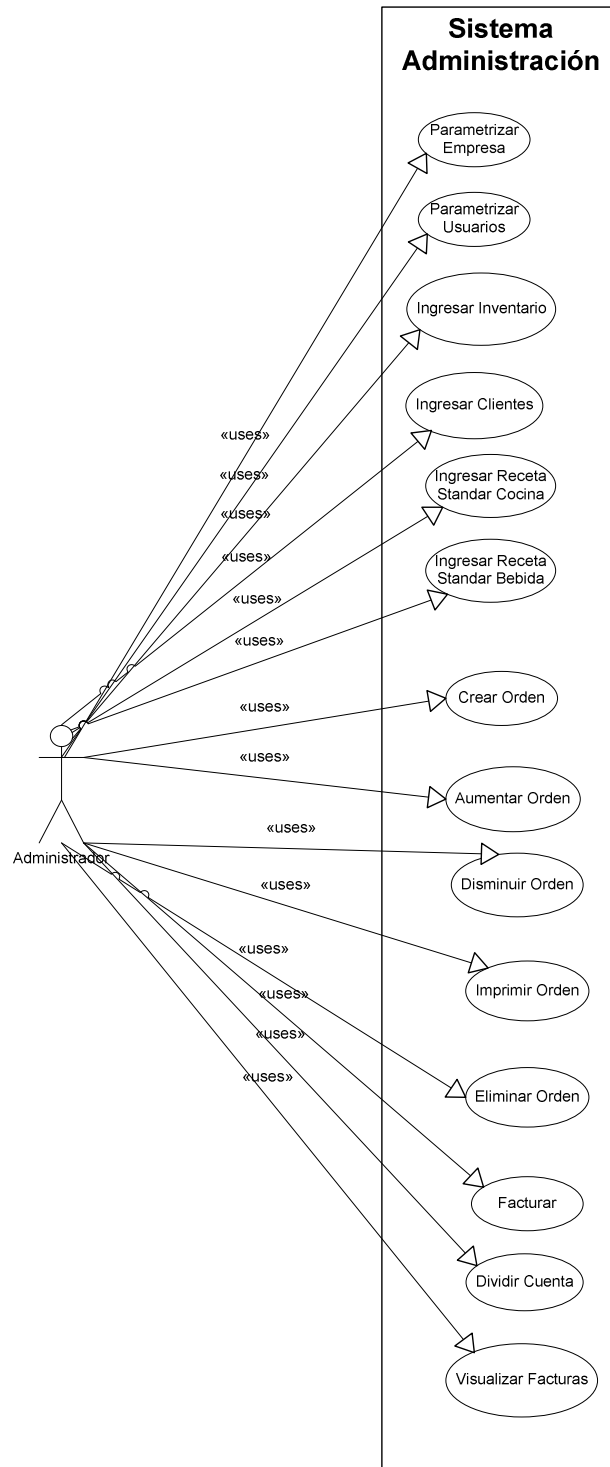 Sistema
Administración
Parametrizar
Empresa
Parametrizar
Usuarios
Ingresar Inventario
Ingresar Clientes
«uses»
Ingresar Receta
Standar Cocina
«uses»
«uses»
Ingresar Receta
Standar Bebida
«uses»
«uses»
«uses»
Crear Orden
«uses»
«uses»
Aumentar Orden
«uses»
Administrador
Disminuir Orden
«uses»
«uses»
Imprimir Orden
«uses»
«uses»
«uses»
Eliminar Orden
Facturar
Dividir Cuenta
Visualizar Facturas